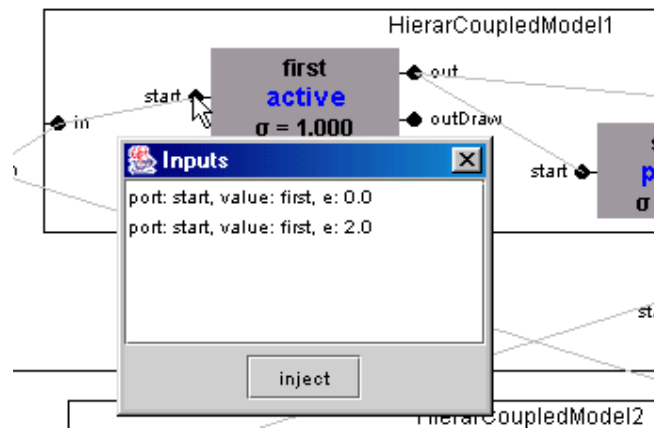 HierarCoupledModel1
first
start
out
active
in
outDraw
σ = 1.000
Inputs
start
port: start, value: first, e: 0.0
σ
port: start, value: first, e: 2.0
inject
HierarCoupledModel2